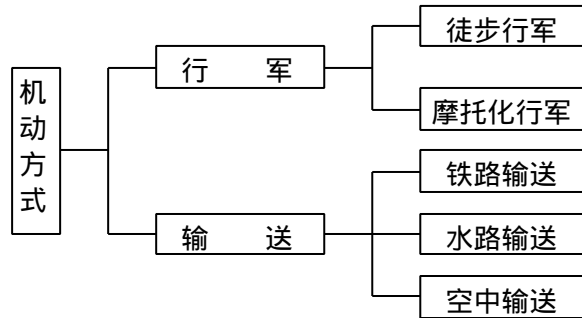 机动方式
行 军
徒步行军
摩托化行军
输 送
铁路输送
水路输送
空中输送